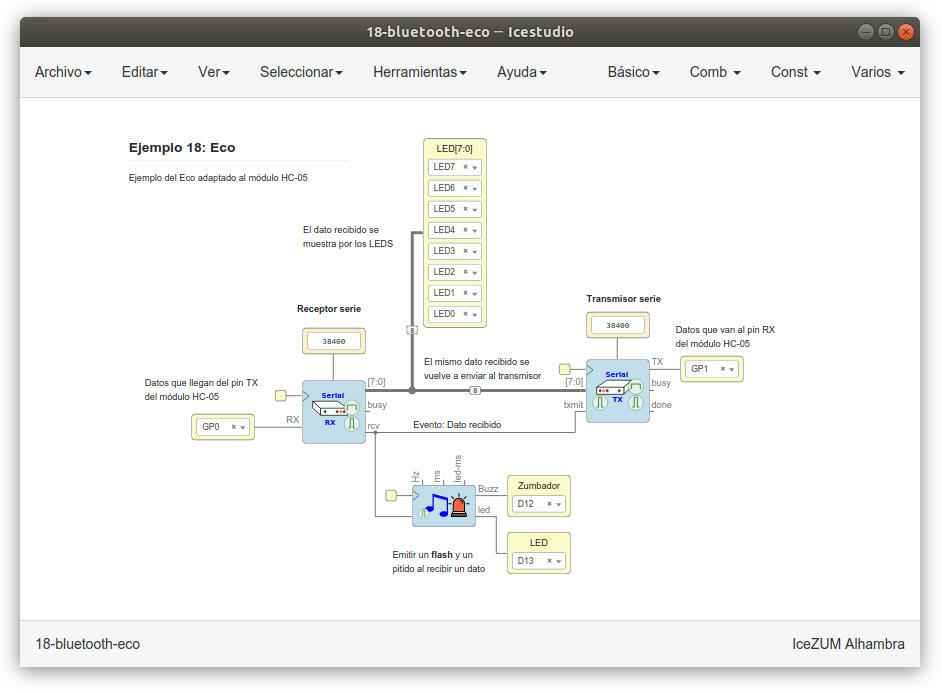 18-bluetooth-eco — Icestudio
Archivo Editar Ver Seleccionar Herramientas Ayuda Básico Comb Const Varios
Ejemplo 18: Eco
Ejemplo del Eco adaptado al módulo HC-05
LED[7:0]
LED7
LED6
LED5
LED4
LED3
LED2
LED1
LED0
El dato recibido se
muestra por los LEDS
8
Receptor serie
38400
Datos que llegan del pin TX
del módulo HC-05
GP0
RX
Serial
RX
[7:0]
busy
rcv
El mismo dato recibido se
vuelve a enviar al transmisor
8
Evento: Dato recibido
Transmisor serie
38400
[7:0]
txmit
Serial
TX
TX
busy
done
Datos que van al pin RX
del módulo HC-05
GP1
Hz
ms
led-ms
Buzz
led
Zumbador
D12
LED
D13
Emitir un flash y un
pitido al recibir un dato
18-bluetooth-eco
IceZUM Alhambra